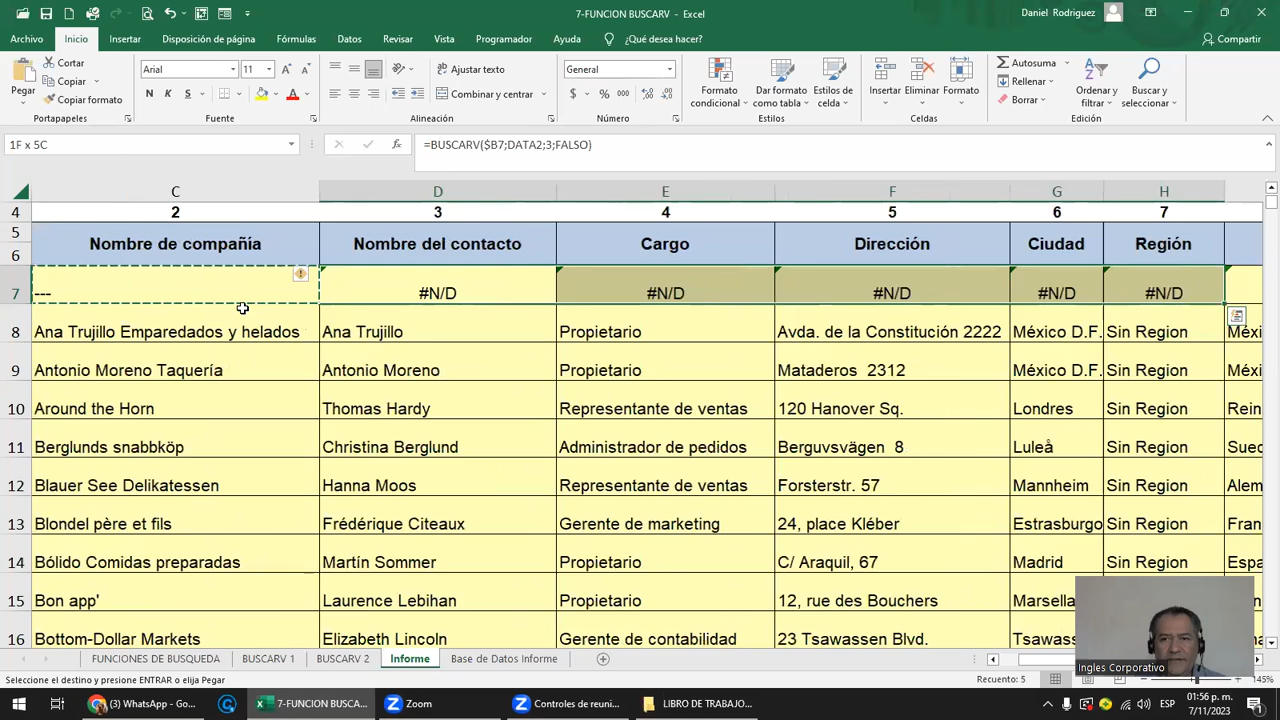 7-FUNCION BUSCARV - Excel
Daniel Rodriguez
Archivo Inicio Insertar Disposición de página Fórmulas Datos Revisar Vista Programador Ayuda ¿Qué desea hacer? Compartir
Pegar
Cortar
Copiar
Copiar formato
Portapapeles
Arial 11
N K S
Fuente
Ajustar texto
Combinar y centrar
Alineación
General
$ % 000
Número
Formato condicional
Dar formato como tabla
Estilos de celda
Estilos
Insertar Eliminar Formato
Celdas
Autosuma
Rellenar
Borrar
Ordenar y filtrar
Buscar y seleccionar
Edición
1F x 5C
fx
=BUSCARV($B7;DATA2;3;FALSO)
C D E F G H
4 2 3 4 5 6 7
5
6
Nombre de compañía Nombre del contacto Cargo Dirección Ciudad Región
7 --- #N/D #N/D #N/D #N/D #N/D
8 Ana Trujillo Emparedados y helados Ana Trujillo Propietario Avda. de la Constitución 2222 México D.F. Sin Region Méxi
9 Antonio Moreno Taquería Antonio Moreno Propietario Mataderos  2312 México D.F. Sin Region Méxi
10 Around the Horn Thomas Hardy Representante de ventas 120 Hanover Sq. Londres Sin Region Rein
11 Berglunds snabbköp Christina Berglund Administrador de pedidos Berguvsvägen  8 Luleå Sin Region Suec
12 Blauer See Delikatessen Hanna Moos Representante de ventas Forsterstr. 57 Mannheim Sin Region Alem
13 Blondel père et fils Frédérique Citeaux Gerente de marketing 24, place Kléber Estrasburgo Sin Region Fran
14 Bólido Comidas preparadas Martín Sommer Propietario C/ Araquil, 67 Madrid Sin Region Espa
15 Bon app' Laurence Lebihan Propietario 12, rue des Bouchers Marsella
16 Bottom-Dollar Markets Elizabeth Lincoln Gerente de contabilidad 23 Tsawassen Blvd. Tsaw
Ingles Corporativo
FUNCIONES DE BUSQUEDA BUSCARV 1 BUSCARV 2 Informe Base de Datos Informe
Seleccione el destino y presione ENTRAR o elija Pegar
Recuento: 5
145%
(3) WhatsApp - Go... 7-FUNCION BUSCA... Zoom Controles de reuni... LIBRO DE TRABAJO...
ESP
01:56 p. m.
7/11/2023